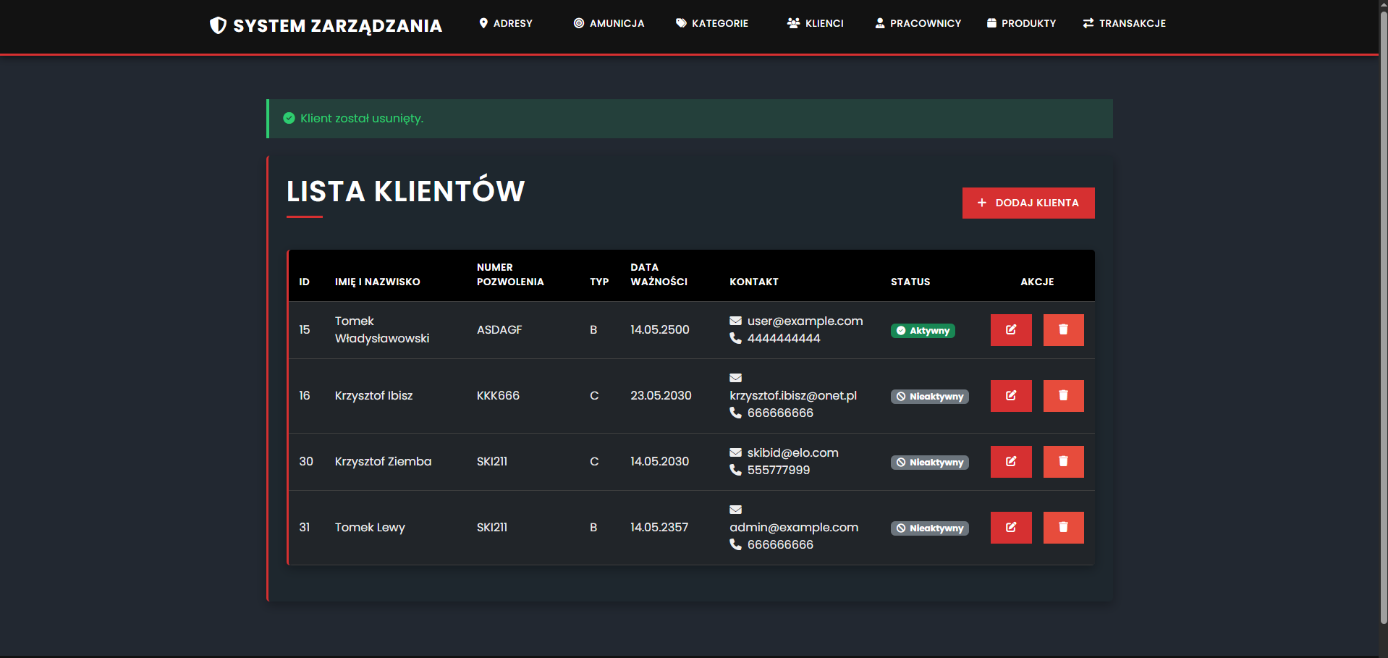 SYSTEM ZARZĄDZANIA ADRESY AMUNICJA KATEGORIE KLIENCI PRACOWNICY PRODUKTY TRANSAKCJE
Klient został usunięty.
LISTA KLIENTÓW
+ DODAJ KLIENTA
ID IMIĘ I NAZWISKO NUMER POZWOLENIA TYP DATA WAŻNOŚCI KONTAKT STATUS AKCJE
15 Tomek Władysławowski ASDAGF B 14.05.2500 user@example.com 4444444444 Aktywny
16 Krzysztof Ibisz KKK666 C 23.05.2030 krzysztof.ibisz@onet.pl 666666666 Nieaktywny
30 Krzysztof Ziemba SKI211 C 14.05.2030 skibid@elo.com 555777999 Nieaktywny
31 Tomek Lewy SKI211 B 14.05.2357 admin@example.com 666666666 Nieaktywny